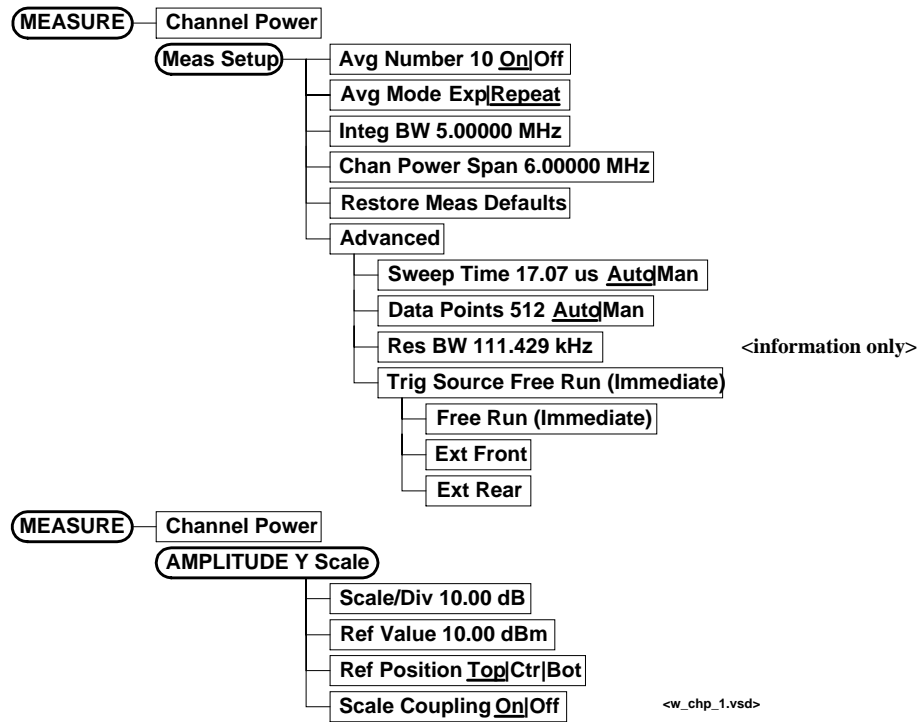 MEASURE Channel Power
Meas Setup Avg Number 10 On|Off
Avg Mode Exp|Repeat
Integ BW 5.00000 MHz
Chan Power Span 6.00000 MHz
Restore Meas Defaults
Advanced
Sweep Time 17.07 us Auto|Man
Data Points 512 Auto|Man
Res BW 111.429 kHz <information only>
Trig Source Free Run (Immediate)
Free Run (Immediate)
Ext Front
Ext Rear
MEASURE Channel Power
AMPLITUDE Y Scale
Scale/Div 10.00 dB
Ref Value 10.00 dBm
Ref Position Top|Ctr|Bot
Scale Coupling On|Off <w_chp_1.vsd>